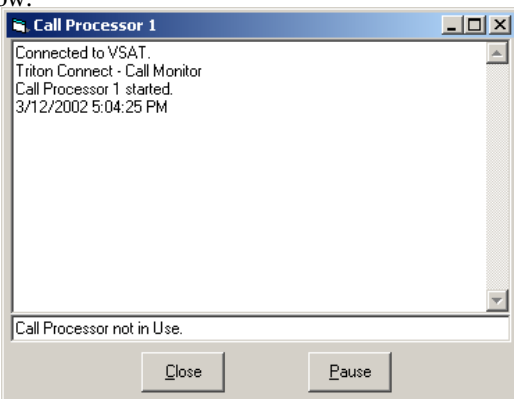 ow.
Call Processor 1
Connected to VSAT.
Triton Connect - Call Monitor
Call Processor 1 started.
3/12/2002 5:04:25 PM
Call Processor not in Use.
Close Pause